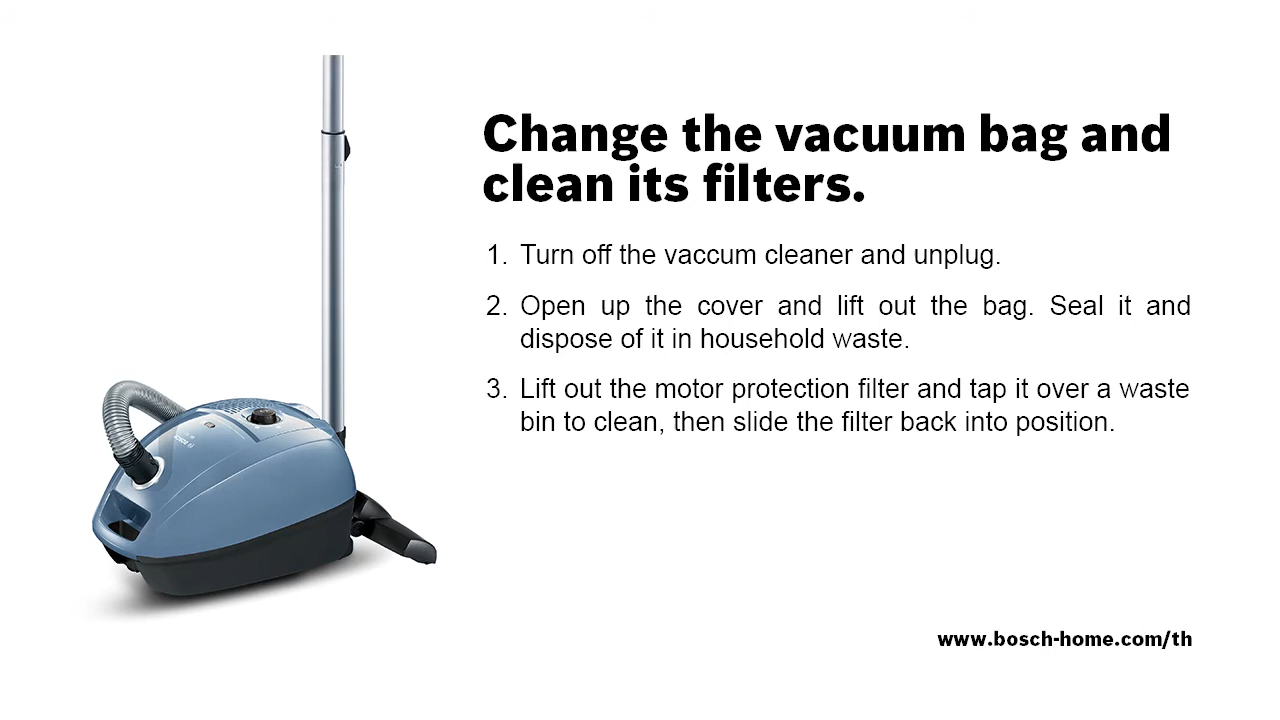 Change the vacuum bag and
clean its filters.
1. Turn off the vaccum cleaner and unplug.
2. Open up the cover and lift out the bag. Seal it and
dispose of it in household waste.
3. Lift out the motor protection filter and tap it over a waste
bin to clean, then slide the filter back into position.
BOSCH
www.bosch-home.com/th